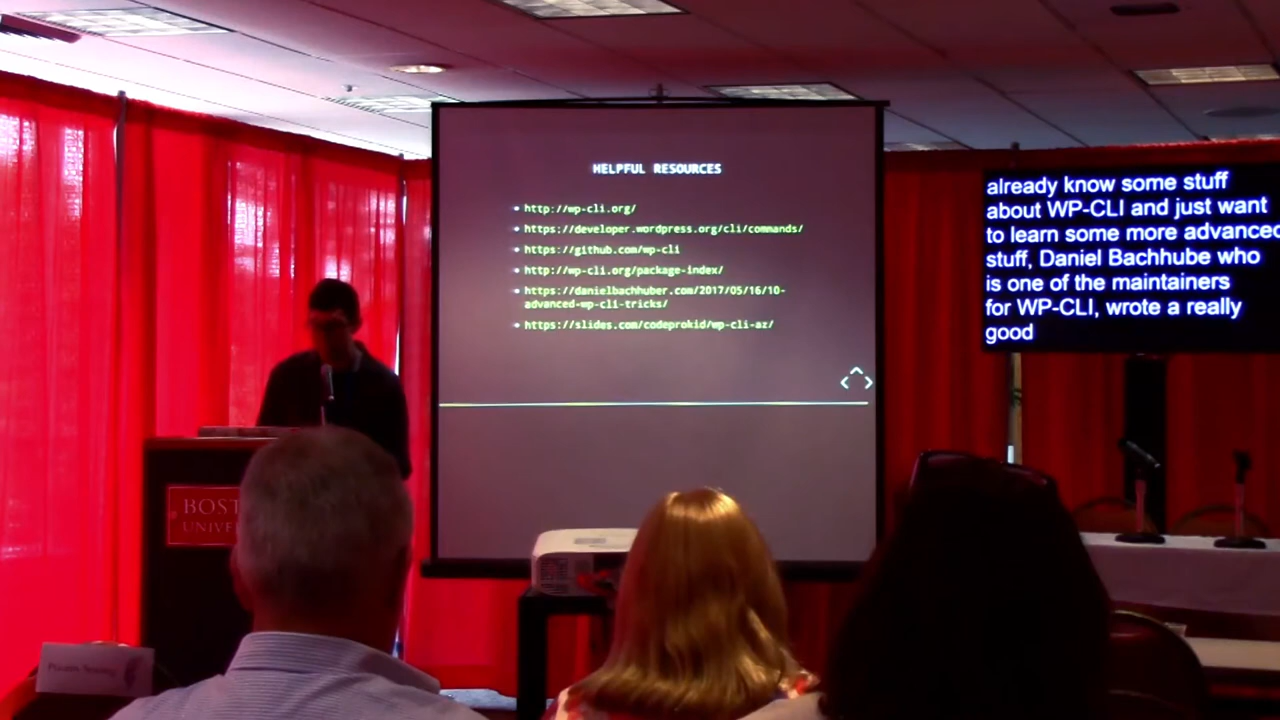 HELPFUL RESOURCES
http://wp-cli.org/
https://developer.wordpress.org/cli/commands/
https://github.com/wp-cli
http://wp-cli.org/package-index/
https://danielbachhuber.com/2017/05/16/10-
advanced-wp-cli-tricks/
https://slides.com/codeprokid/wp-cli-az/
already know some stuff
about WP-CLI and just want
to learn some more advanced
stuff, Daniel Bachhube who
is one of the maintainers
for WP-CLI, wrote a really
good
BOST
UNIVE